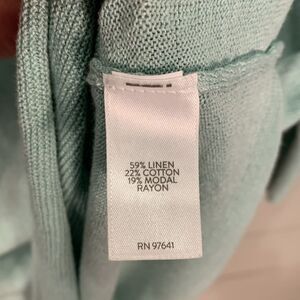 59% LINEN
22% COTTON
19% MODAL
RAYON
RN 97641